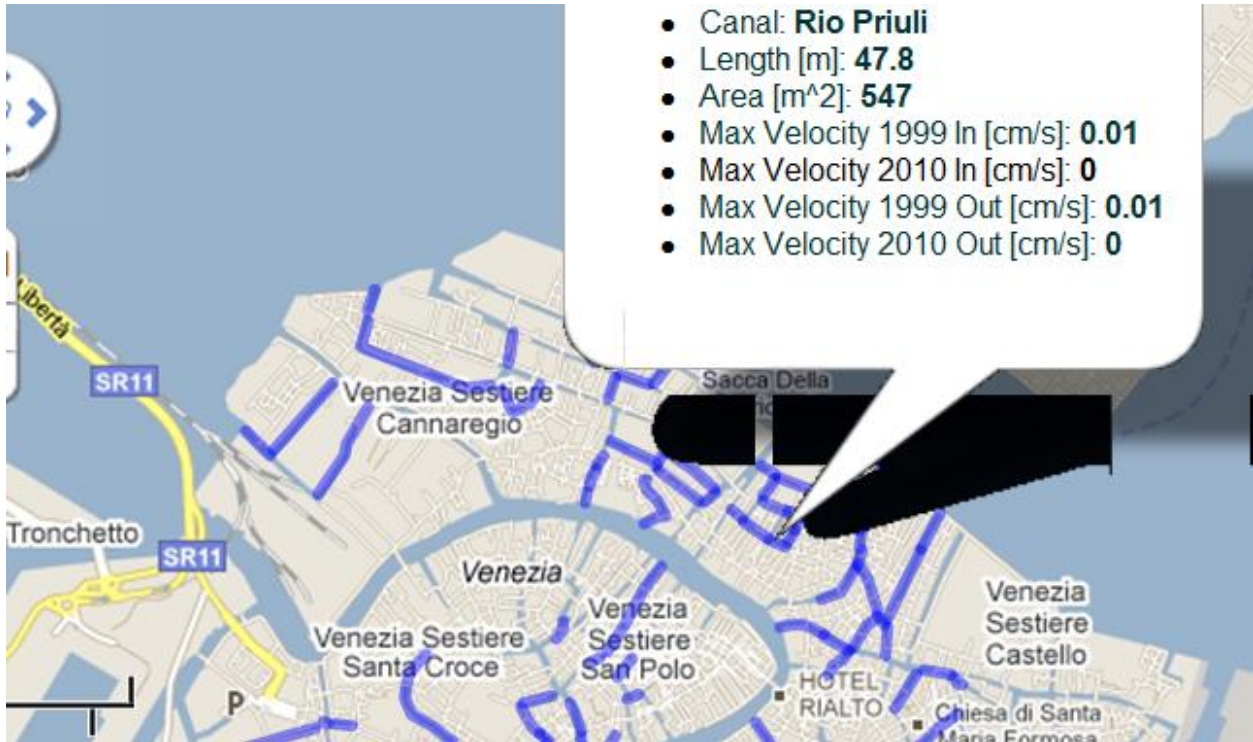 • Canal: Rio Priuli
• Length [m]: 47.8
• Area [m^2]: 547
• Max Velocity 1999 In [cm/s]: 0.01
• Max Velocity 2010 In [cm/s]: 0
• Max Velocity 1999 Out [cm/s]: 0.01
• Max Velocity 2010 Out [cm/s]: 0
Libertà
SR11
Venezia Sestiere
Cannaregio
Sacca Della
Tronchetto
SR11
Venezia
Venezia
Sestiere
San Polo
Venezia Sestiere
Santa Croce
Venezia
Sestiere
Castello
P
HOTEL
RIALTO
Chiesa di Santa
Maria Formosa